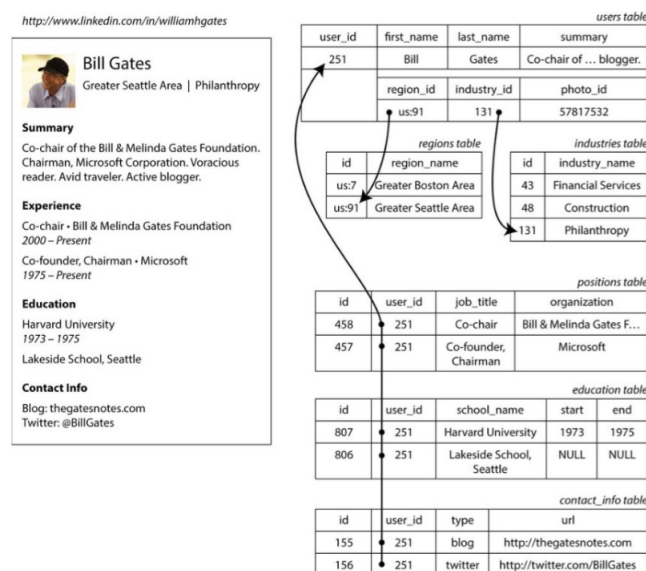 http://www.linkedin.com/in/williamhgates
Bill Gates
Greater Seattle Area | Philanthropy
Summary
Co-chair of the Bill & Melinda Gates Foundation.
Chairman, Microsoft Corporation. Voracious
reader. Avid traveler. Active blogger.
Experience
Co-chair • Bill & Melinda Gates Foundation
2000 – Present
Co-founder, Chairman • Microsoft
1975 – Present
Education
Harvard University
1973 – 1975
Lakeside School, Seattle
Contact Info
Blog: thegatesnotes.com
Twitter: @BillGates
users table
user_id first_name last_name summary
251 Bill Gates Co-chair of … blogger.
region_id industry_id photo_id
us:91 131 57817532
regions table
id region_name
us:7 Greater Boston Area
us:91 Greater Seattle Area
industries table
id industry_name
43 Financial Services
48 Construction
131 Philanthropy
positions table
id user_id job_title organization
458 251 Co-chair Bill & Melinda Gates F…
457 251 Co-founder, Microsoft
Chairman
education table
id user_id school_name start end
807 251 Harvard University 1973 1975
806 251 Lakeside School, NULL NULL
Seattle
contact_info table
id user_id type url
155 251 blog http://thegatesnotes.com
156 251 twitter http://twitter.com/BillGates